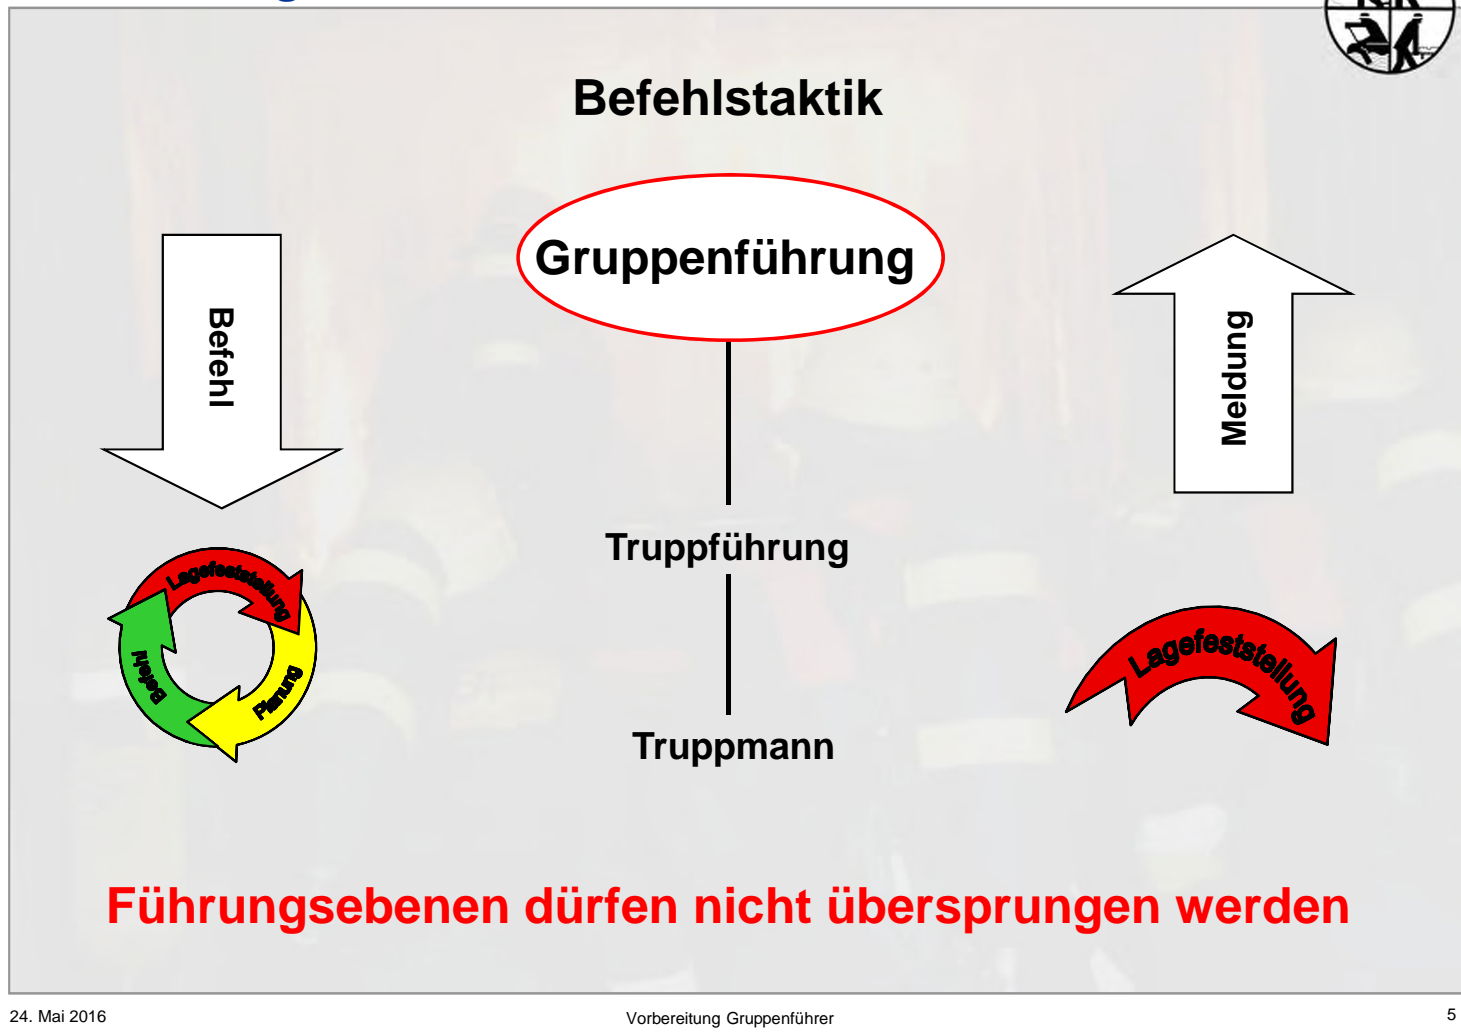 Befehlstaktik
Gruppenführung
Befehl
Meldung
Truppführung
Lagefeststellung
Planung
Befehl
Lagefeststellung
Truppmann
Führungsebenen dürfen nicht übersprungen werden
24. Mai 2016
Vorbereitung Gruppenführer
5